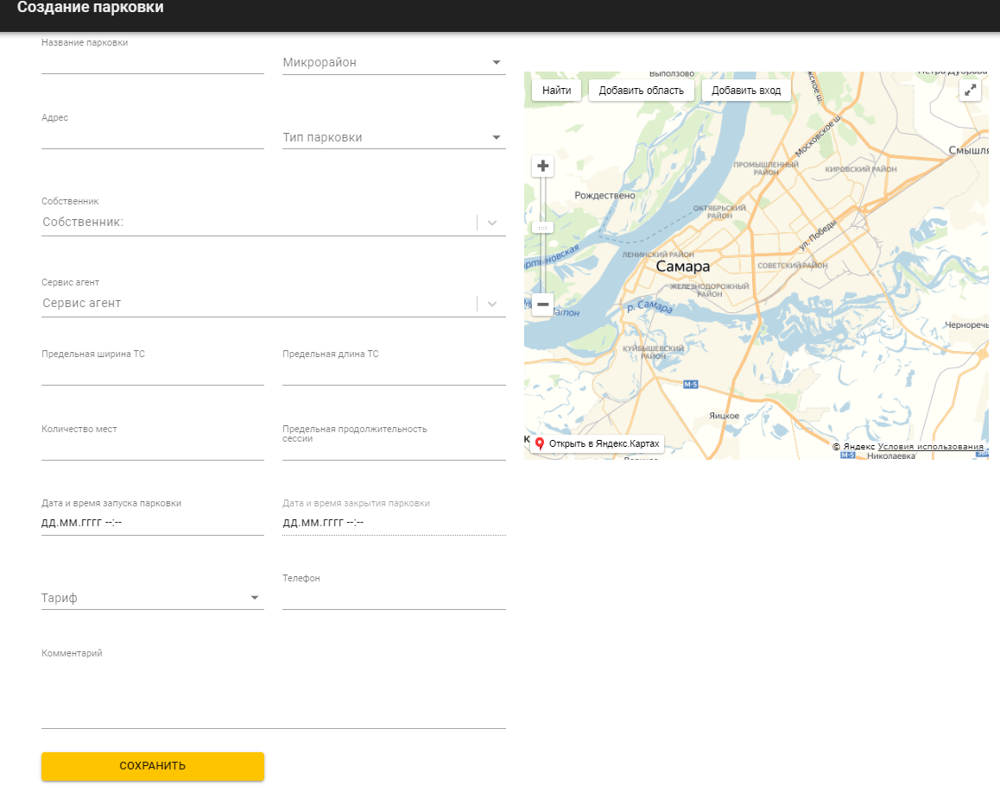 Создание парковки
Название парковки
Микрорайон
Адрес
Тип парковки
Собственник
Собственник:
Сервис агент
Сервис агент
Предельная ширина ТС
Предельная длина ТС
Количество мест
Предельная продолжительность
сессии
Дата и время запуска парковки
дд.мм.гггг --:--
Дата и время закрытия парковки
дд.мм.гггг --:--
Тариф
Телефон
Комментарий
СОХРАНИТЬ
Выползово
Найти
Добавить область
Добавить вход
Московское ш.
Смышля
ПРОМЫШЛЕННЫЙ
РАЙОН
КИРОВСКИЙ РАЙОН
Рождествено
ОКТЯБРЬСКИЙ
РАЙОН
ул. Победы
ЛЕНИНСКИЙ РАЙОН
Самара
СОВЕТСКИЙ РАЙОН
ЖЕЛЕЗНОДОРОЖНЫЙ
РАЙОН
р. Самара
Черноречь
КУЙБЫШЕВСКИЙ
РАЙОН
М-5
Яицкое
Открыть в Яндекс.Картах
© Яндекс Условия использования
М-5
Николаевка